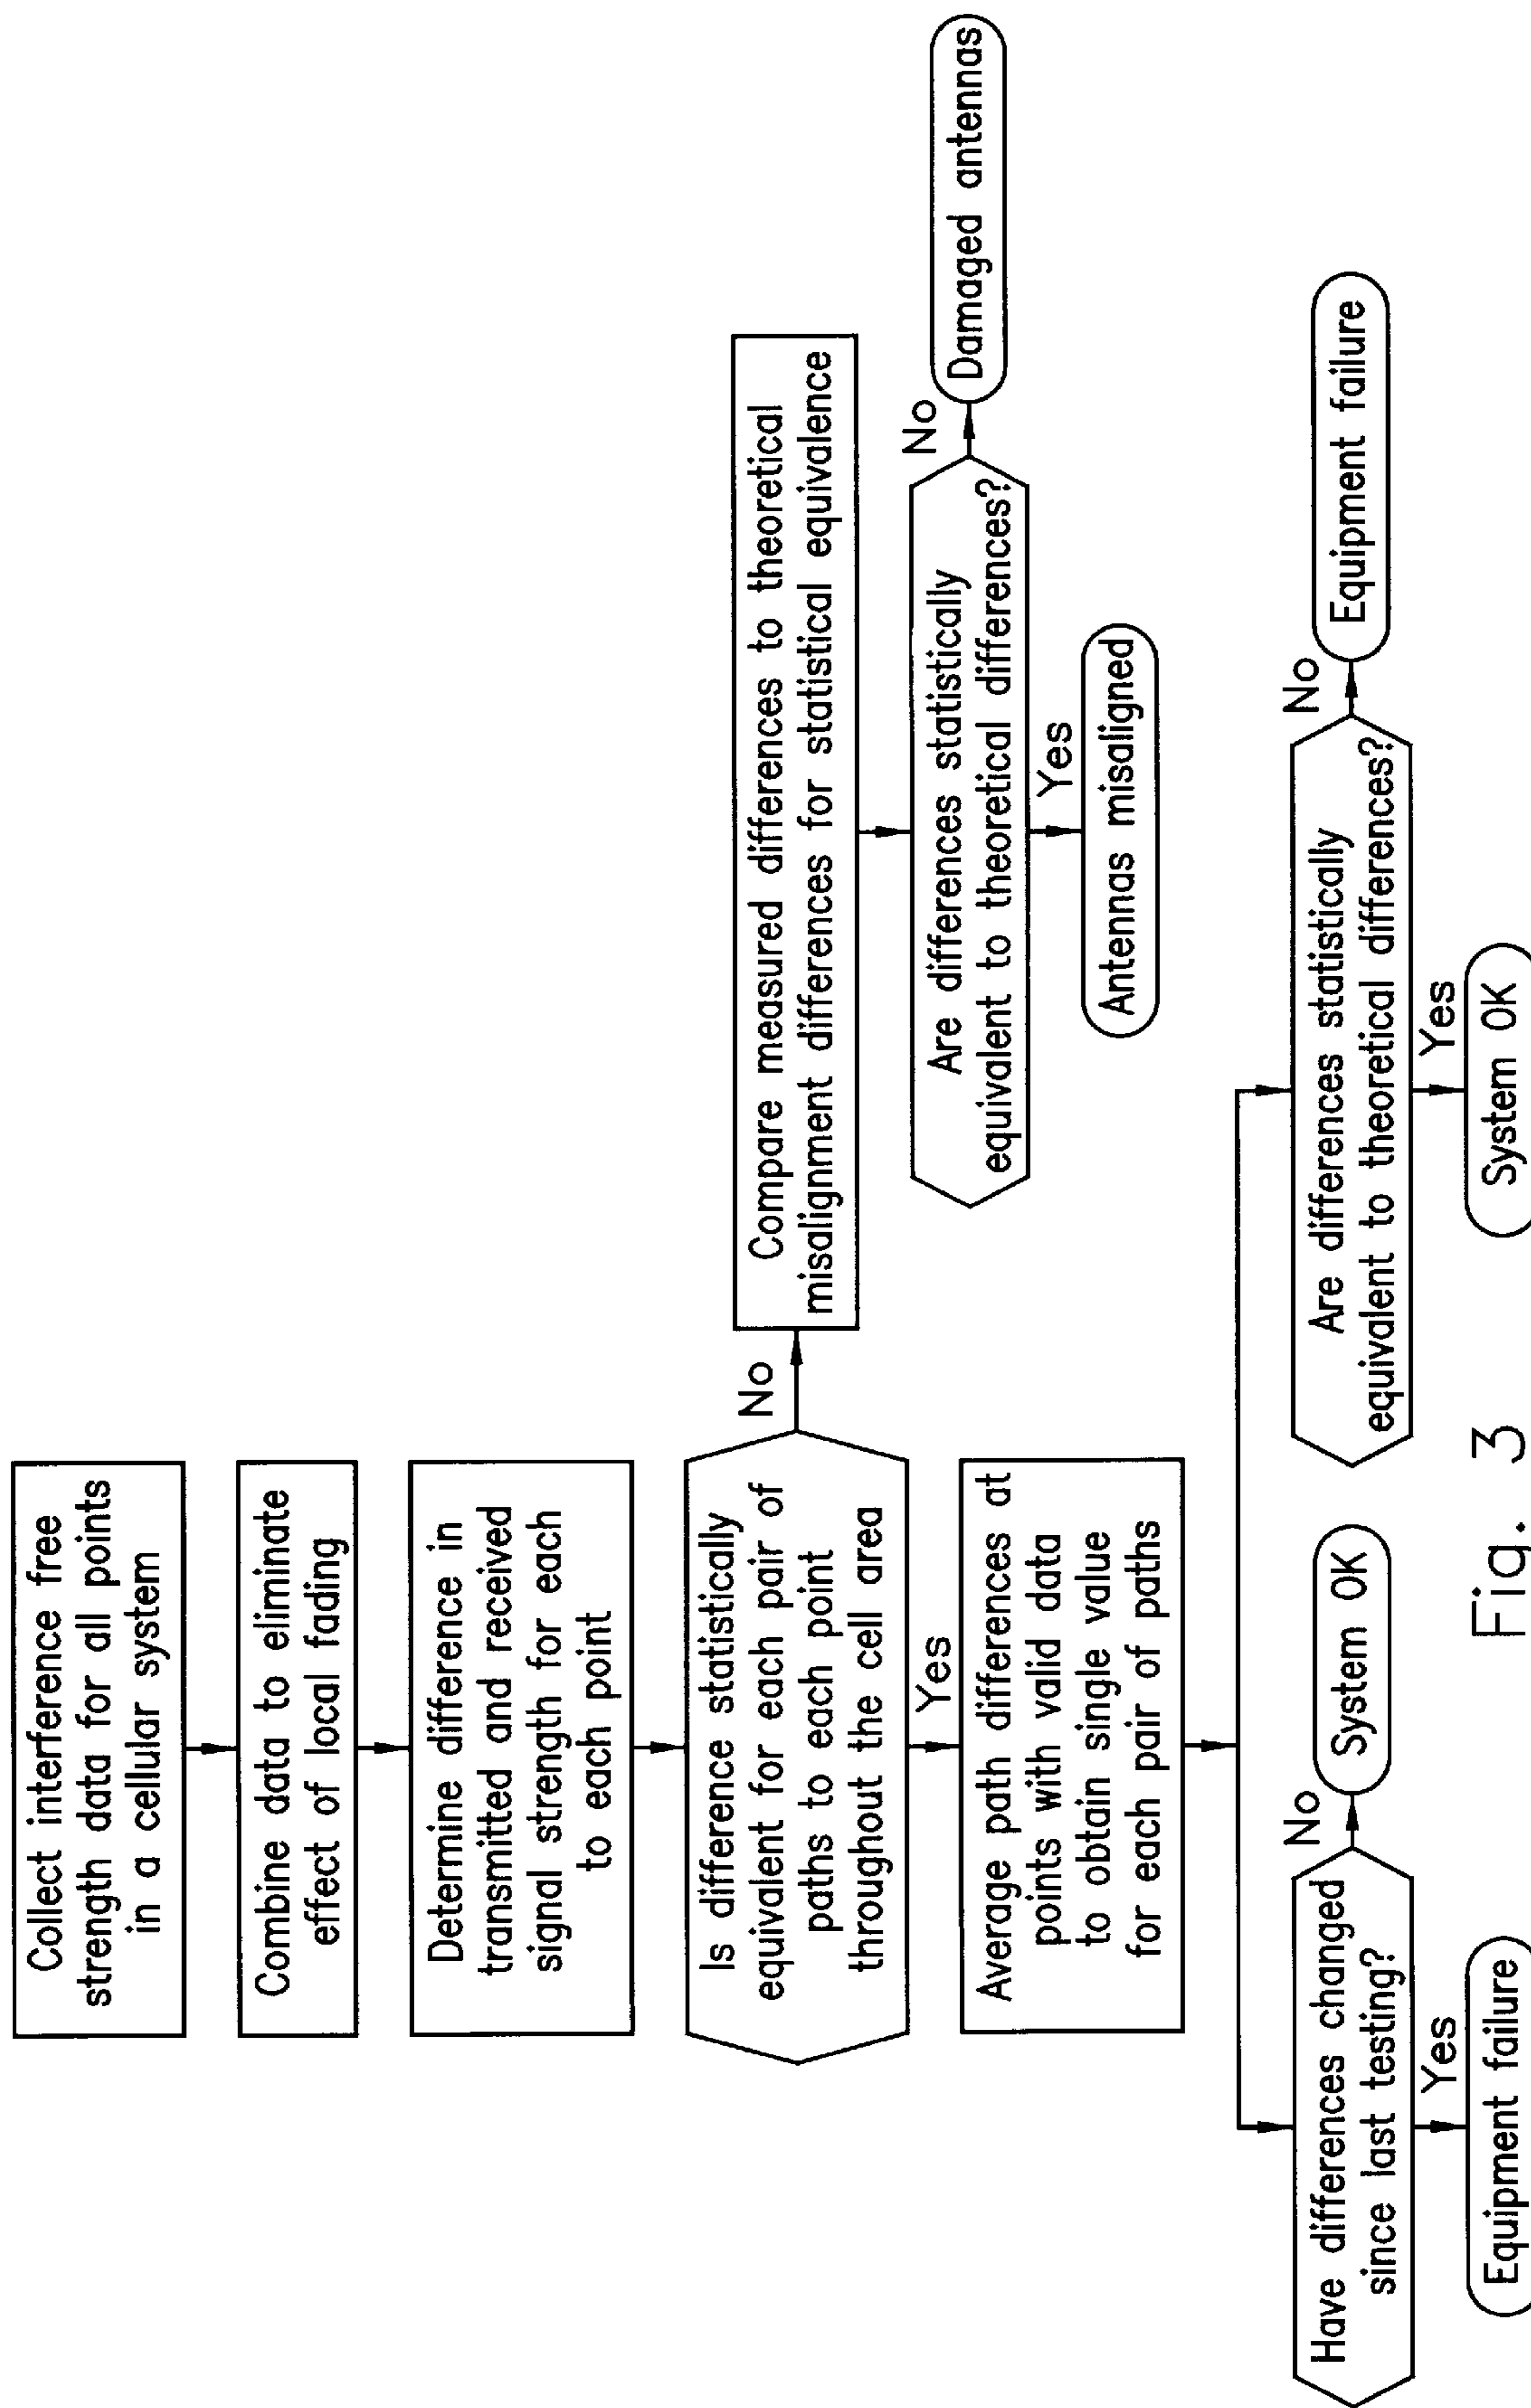 Collect interference free
strength data for all points
in a cellular system
Combine data to eliminate
effect of local fading
Determine difference in
transmitted and received
signal strength for each
to each point
Is difference statistically
equivalent for each pair of
paths to each point
throughout the cell area
No
Compare measured differences to theoretical
misalignment differences for statistical equivalence
Are differences statistically
equivalent to theoretical differences?
No
Damaged antennas
Yes
Antennas misaligned
Yes
Average path differences at
points with valid data
to obtain single value
for each pair of paths
Have differences changed
since last testing?
No
System OK
Yes
Equipment failure
Are differences statistically
equivalent to theoretical differences?
No
Equipment failure
Yes
System OK
Fig. 3